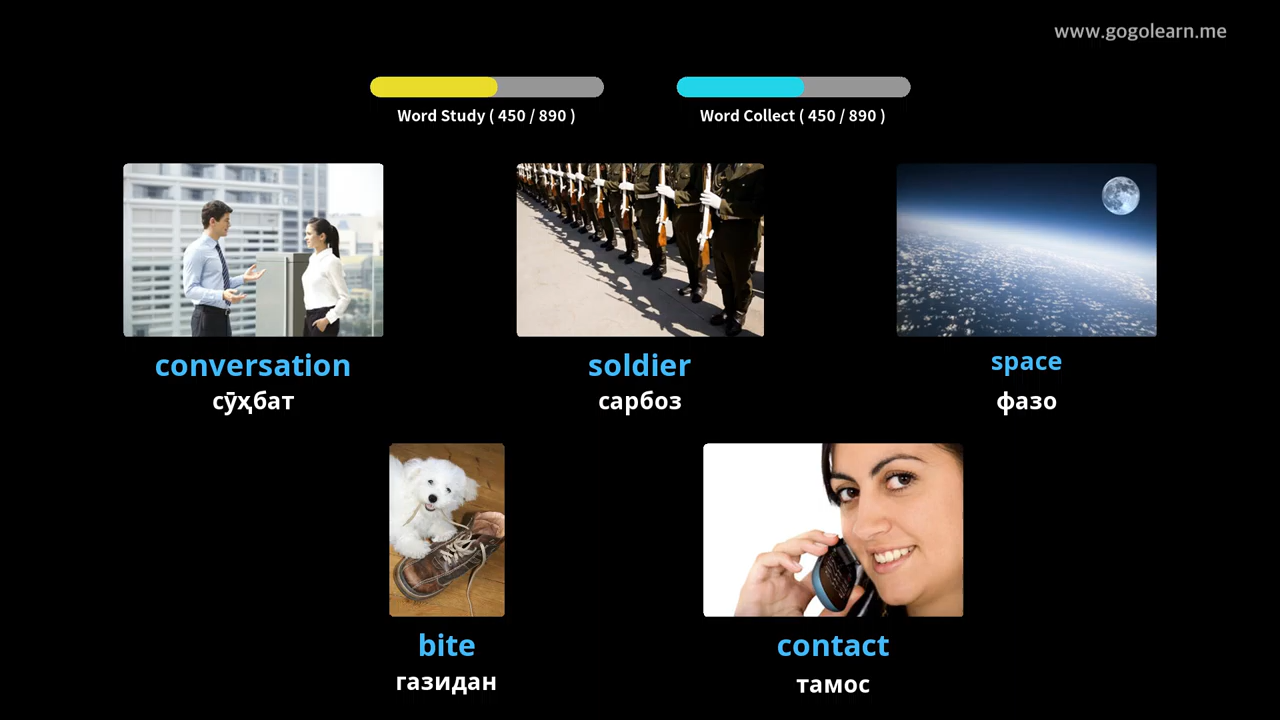 www.gogolearn.me
Word Study ( 450 / 890 )
Word Collect ( 450 / 890 )
conversation
сӯҳбат
soldier
сарбоз
space
фазо
bite
газидан
contact
тамос